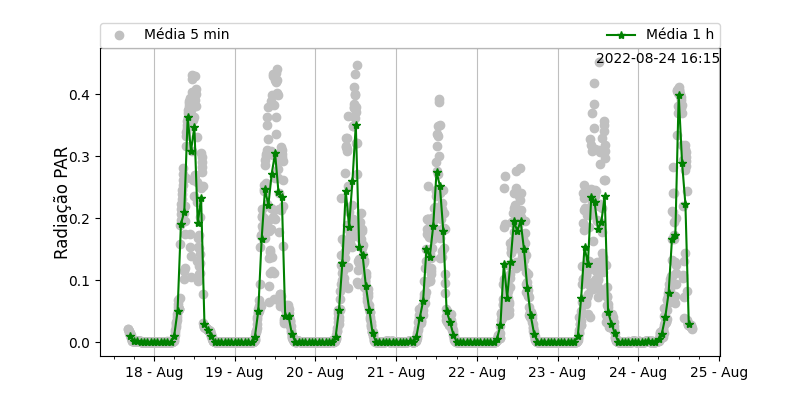 Média 5 min
Média 1 h
2022-08-24 16:15
Radiação PAR
0.4
0.3
0.2
0.1
0.0
18 - Aug
19 - Aug
20 - Aug
21 - Aug
22 - Aug
23 - Aug
24 - Aug
25 - Aug